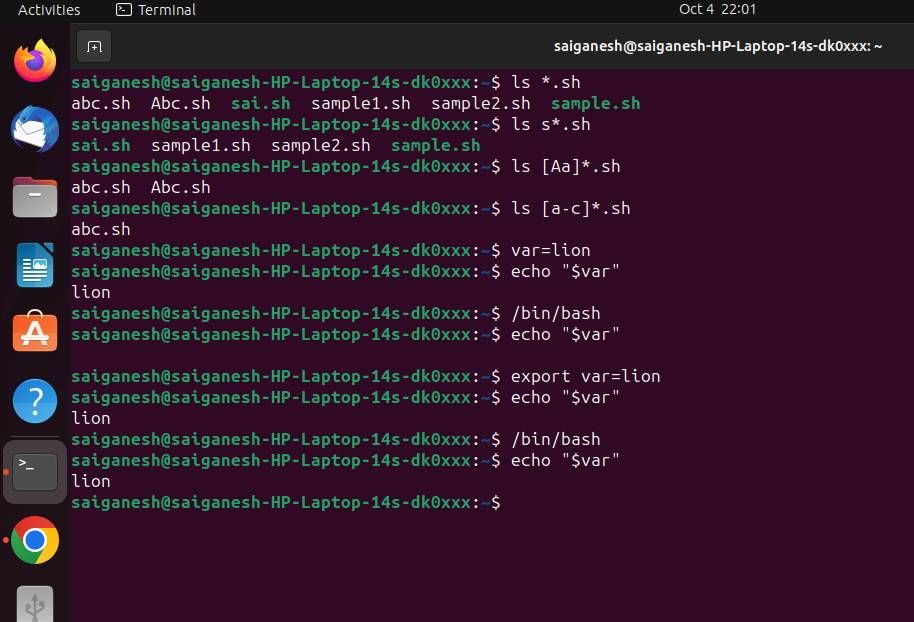 Activities Terminal Oct 4 22:01
saiganesh@saiganesh-HP-Laptop-14s-dk0xxx: ~
saiganesh@saiganesh-HP-Laptop-14s-dk0xxx:~$ ls *.sh
abc.sh Abc.sh sai.sh sample1.sh sample2.sh sample.sh
saiganesh@saiganesh-HP-Laptop-14s-dk0xxx:~$ ls s*.sh
sai.sh sample1.sh sample2.sh sample.sh
saiganesh@saiganesh-HP-Laptop-14s-dk0xxx:~$ ls [Aa]*.sh
abc.sh Abc.sh
saiganesh@saiganesh-HP-Laptop-14s-dk0xxx:~$ ls [a-c]*.sh
abc.sh
saiganesh@saiganesh-HP-Laptop-14s-dk0xxx:~$ var=lion
saiganesh@saiganesh-HP-Laptop-14s-dk0xxx:~$ echo "$var"
lion
saiganesh@saiganesh-HP-Laptop-14s-dk0xxx:~$ /bin/bash
saiganesh@saiganesh-HP-Laptop-14s-dk0xxx:~$ echo "$var"
saiganesh@saiganesh-HP-Laptop-14s-dk0xxx:~$ export var=lion
saiganesh@saiganesh-HP-Laptop-14s-dk0xxx:~$ echo "$var"
lion
saiganesh@saiganesh-HP-Laptop-14s-dk0xxx:~$ /bin/bash
saiganesh@saiganesh-HP-Laptop-14s-dk0xxx:~$ echo "$var"
lion
saiganesh@saiganesh-HP-Laptop-14s-dk0xxx:~$